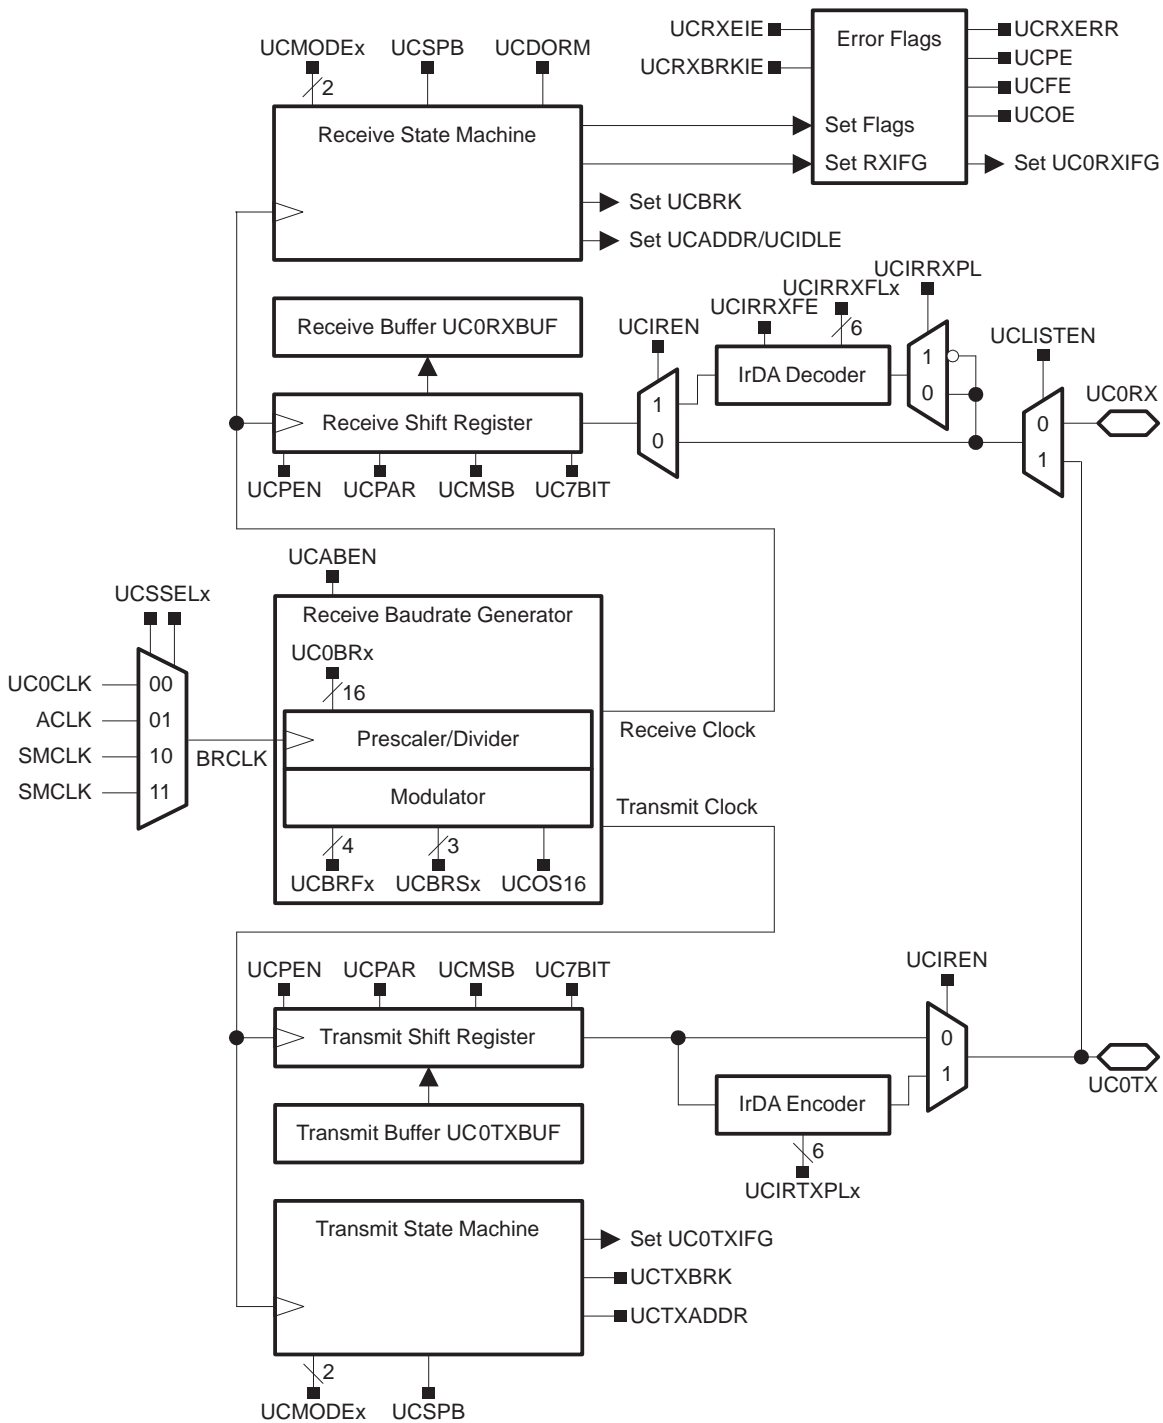 UCMODEx
UCSPB
UCDORM
2
Receive State Machine
UCRXEIE
UCRXBRKIE
Error Flags
Set Flags
Set RXIFG
UCRXERR
UCPE
UCFE
UCOE
Set UC0RXIFG
Set UCBRK
Set UCADDR/UCIDLE
Receive Buffer UC0RXBUF
Receive Shift Register
UCPEN
UCPAR
UCMSB
UC7BIT
UCIREN
1
0
UCIRRXFE
UCIRRXFLx
6
IrDA Decoder
UCIRRXPL
1
0
UCLISTEN
0
1
UC0RX
UCABEN
Receive Baudrate Generator
UC0BRx
16
Prescaler/Divider
Modulator
4
3
UCBRFx
UCBRSx
UCOS16
UCSSELx
UC0CLK
ACLK
SMCLK
SMCLK
00
01
10
11
BRCLK
Receive Clock
Transmit Clock
UCPEN
UCPAR
UCMSB
UC7BIT
Transmit Shift Register
Transmit Buffer UC0TXBUF
UCIREN
0
1
IrDA Encoder
6
UCIRTXPLx
UC0TX
Transmit State Machine
Set UC0TXIFG
UCTXBRK
UCTXADDR
2
UCMODEx
UCSPB